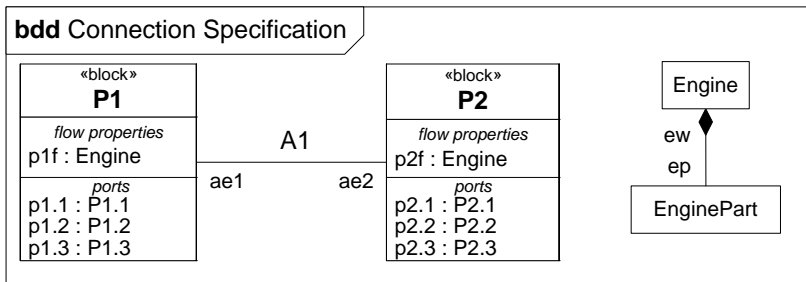 bdd Connection Specification
«block»
P1
flow properties
p1f : Engine
ports
p1.1 : P1.1
p1.2 : P1.2
p1.3 : P1.3
A1
ae1
ae2
«block»
P2
flow properties
p2f : Engine
ports
p2.1 : P2.1
p2.2 : P2.2
p2.3 : P2.3
Engine
ew
ep
EnginePart